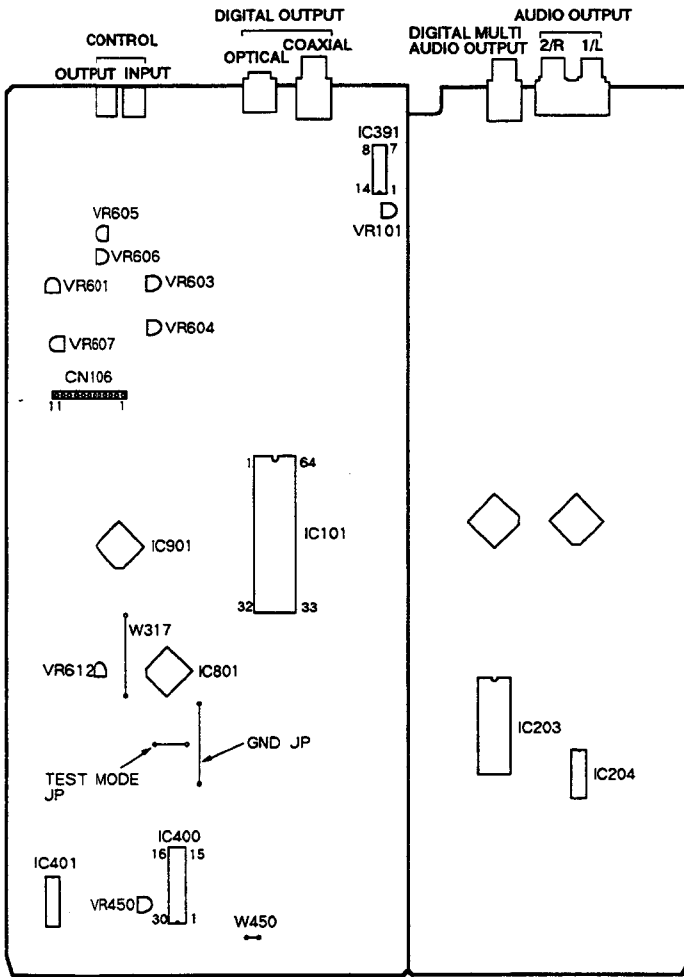 DIGITAL OUTPUT
AUDIO OUTPUT
CONTROL
OPTICAL
COAXIAL
DIGITAL MULTI
AUDIO OUTPUT
2/R 1/L
OUTPUT INPUT
IC391
8 7
14 1
VR101
VR605
VR606
VR601
VR603
VR604
VR607
CN106
11 1
1 64
IC101
IC901
32 33
W317
VR612
IC801
GND JP
TEST MODE
JP
IC203
IC204
IC400
16 15
IC401
VR450
30 1
W450